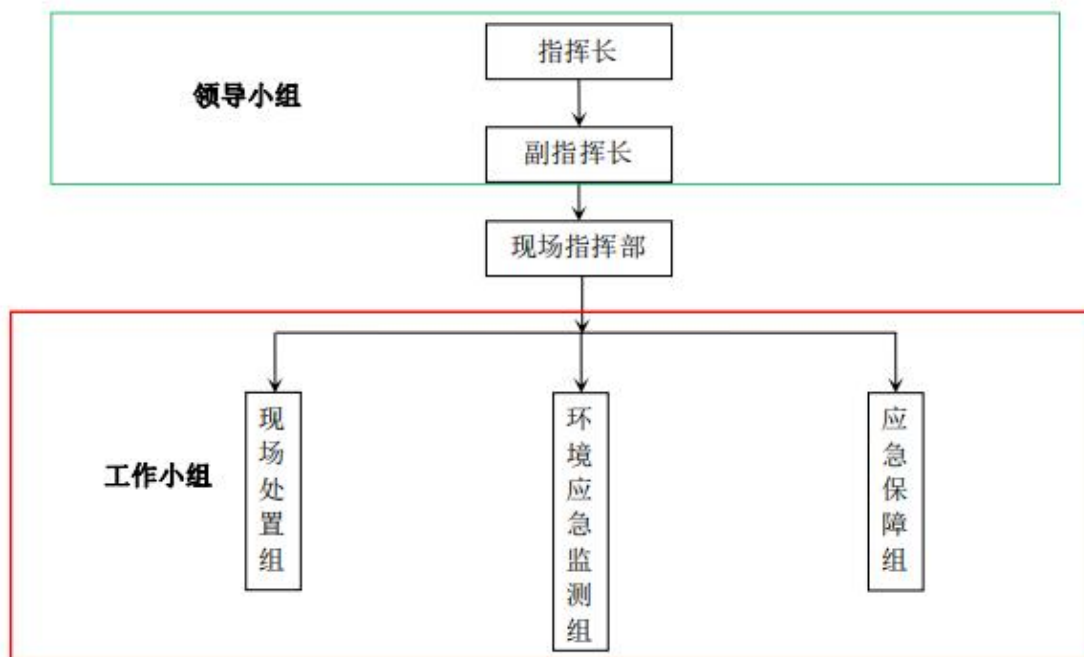 指挥长
领导小组
副指挥长
现场指挥部
工作小组
现场处置组
环境应急监测组
应急保障组